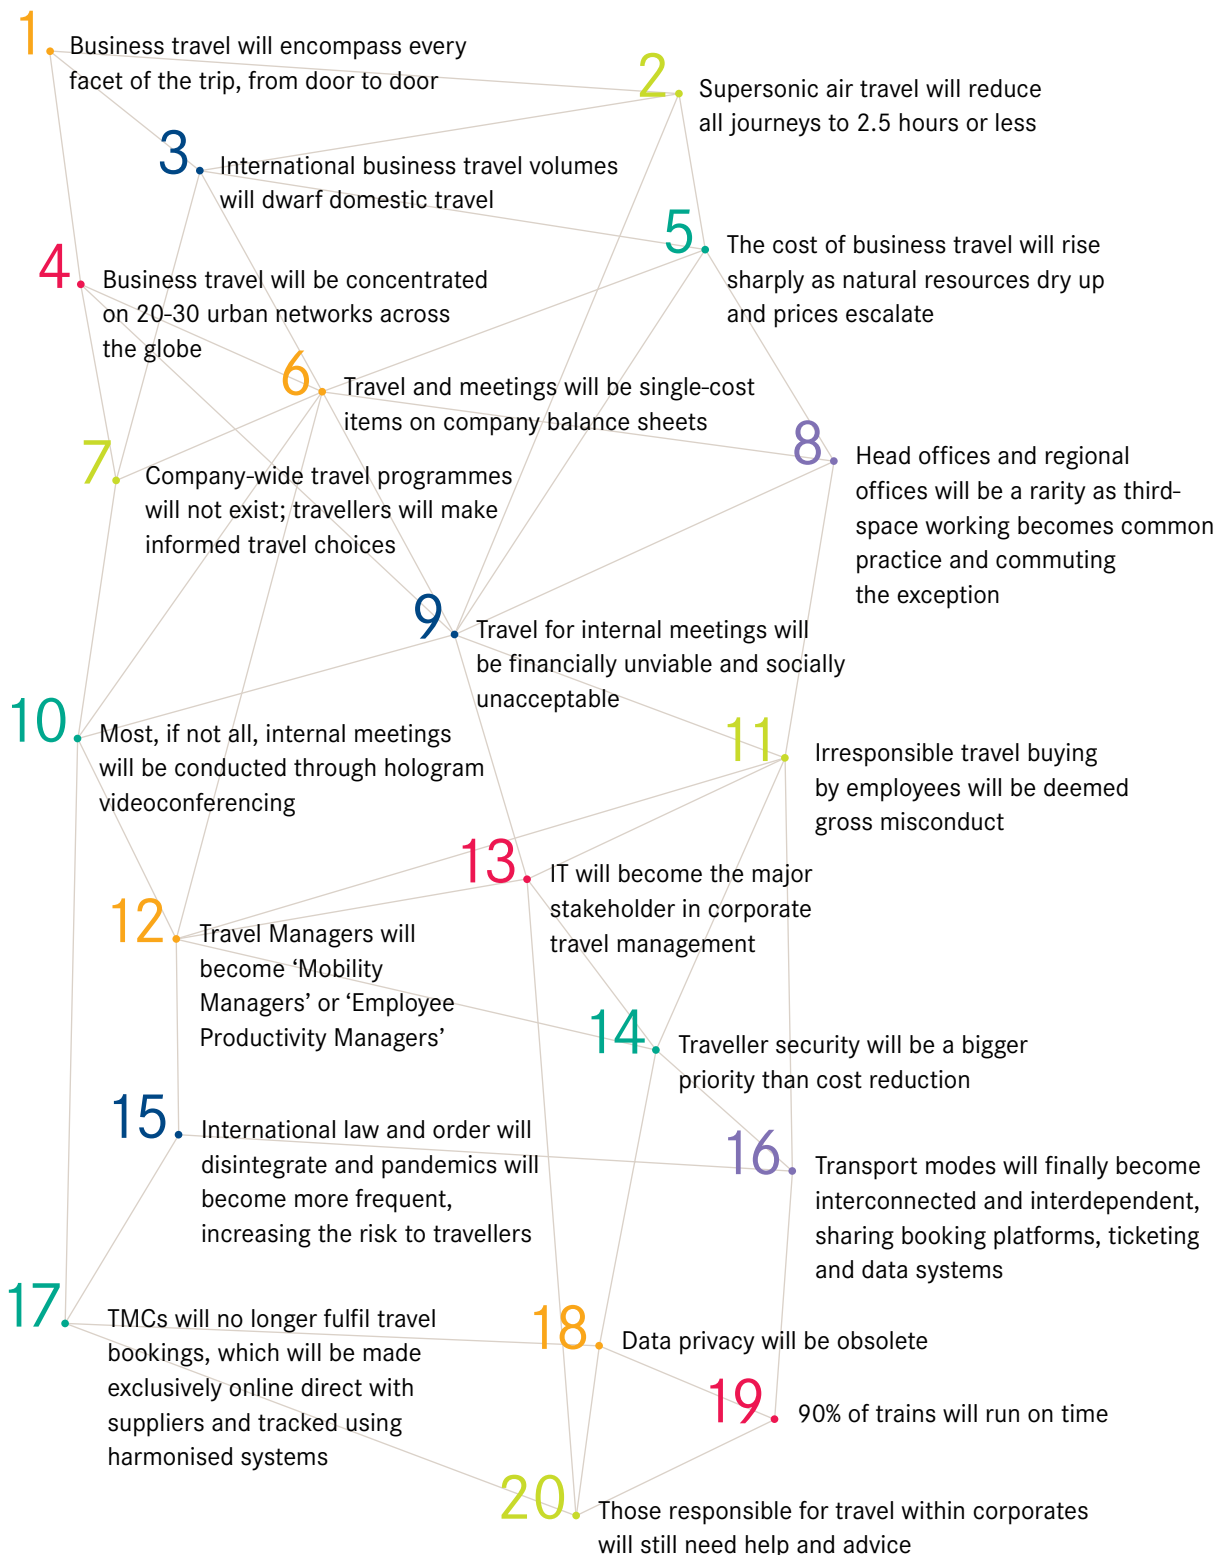 1.
Business travel will encompass every
facet of the trip, from door to door
2.
Supersonic air travel will reduce
all journeys to 2.5 hours or less
3.
International business travel volumes
will dwarf domestic travel
4.
Business travel will be concentrated
on 20-30 urban networks across
the globe
5.
The cost of business travel will rise
sharply as natural resources dry up
and prices escalate
6.
Travel and meetings will be single-cost
items on company balance sheets
7.
Company-wide travel programmes
will not exist; travellers will make
informed travel choices
8.
Head offices and regional
offices will be a rarity as third-
space working becomes common
practice and commuting
the exception
9.
Travel for internal meetings will
be financially unviable and socially
unacceptable
10.
Most, if not all, internal meetings
will be conducted through hologram
videoconferencing
11.
Irresponsible travel buying
by employees will be deemed
gross misconduct
12.
Travel Managers will
become ‘Mobility
Managers’ or ‘Employee
Productivity Managers’
13.
IT will become the major
stakeholder in corporate
travel management
14.
Traveller security will be a bigger
priority than cost reduction
15.
International law and order will
disintegrate and pandemics will
become more frequent,
increasing the risk to travellers
16.
Transport modes will finally become
interconnected and interdependent,
sharing booking platforms, ticketing
and data systems
17.
TMCs will no longer fulfil travel
bookings, which will be made
exclusively online direct with
suppliers and tracked using
harmonised systems
18.
Data privacy will be obsolete
19.
90% of trains will run on time
20.
Those responsible for travel within corporates
will still need help and advice